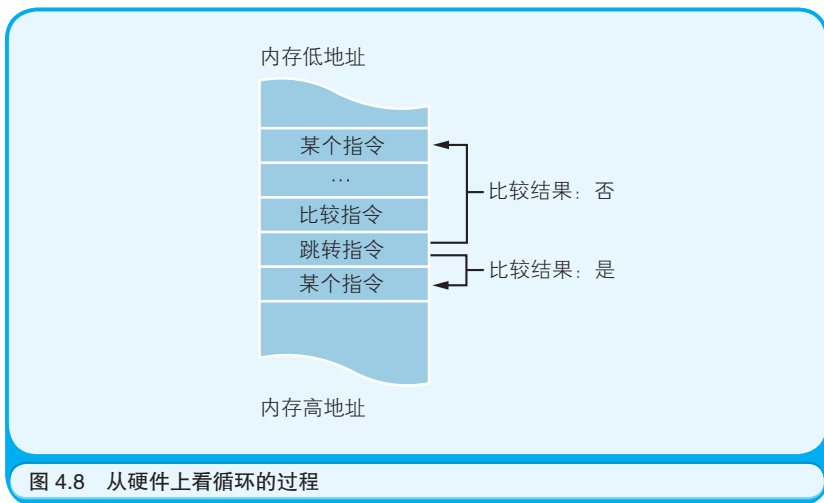 内存低地址
某个指令
…
比较指令
跳转指令
某个指令
比较结果：否
比较结果：是
内存高地址
图 4.8 从硬件上看循环的过程